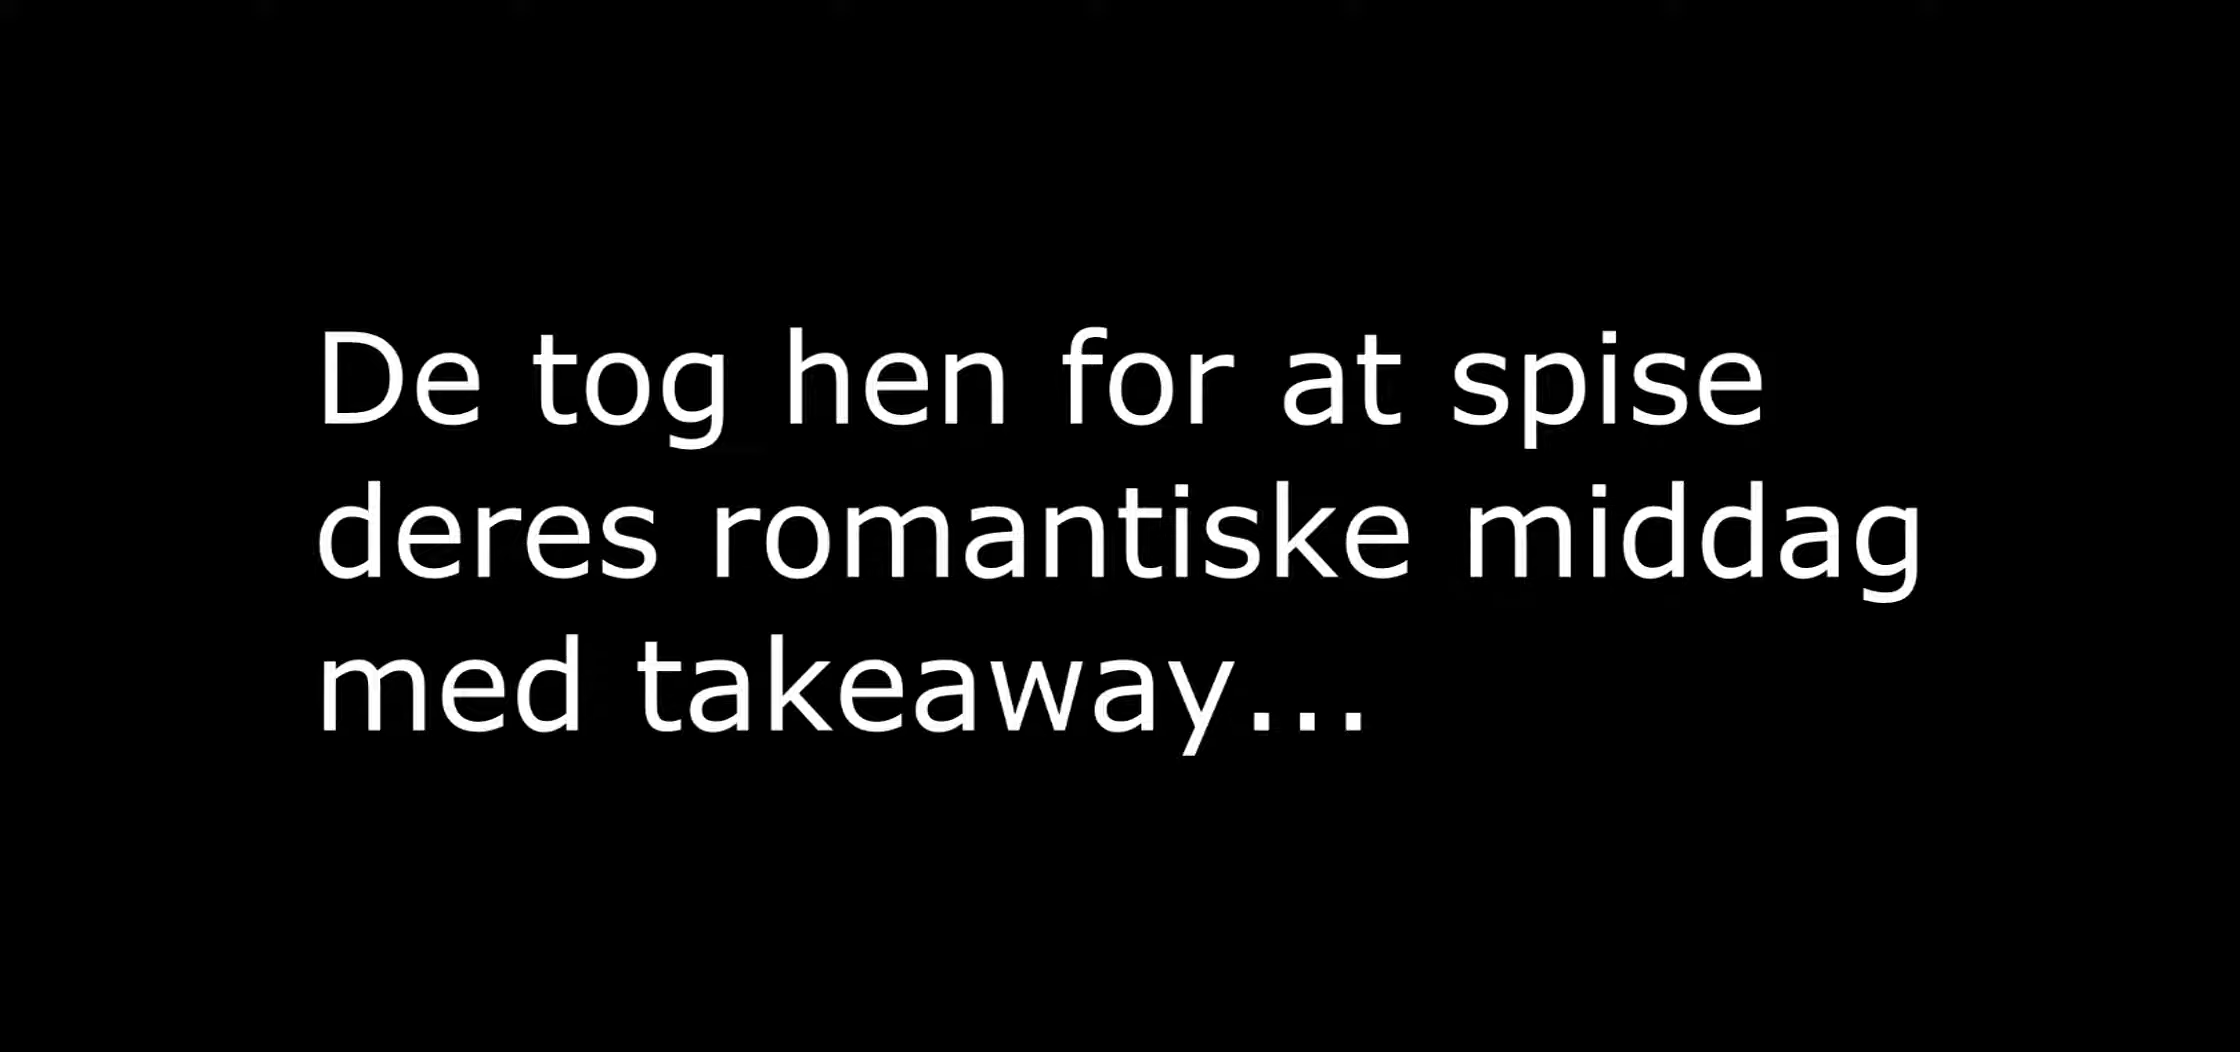 De tog hen for at spise
deres romantiske middag
med takeaway...